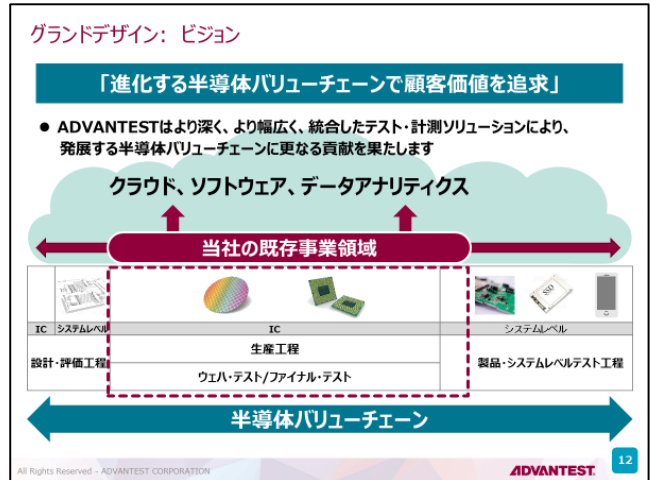 グランドデザイン： ビジョン
「進化する半導体バリューチェーンで顧客価値を追求」
● ADVANTESTはより深く、より幅広く、統合したテスト・計測ソリューションにより、
発展する半導体バリューチェーンに更なる貢献を果たします
クラウド、ソフトウェア、データアナリティクス
当社の既存事業領域
SSD
IC システムレベル IC システムレベル
設計・評価工程 生産工程 製品・システムレベルテスト工程
ウェハ・テスト/ファイナル・テスト
半導体バリューチェーン
All Rights Reserved - ADVANTEST CORPORATION
ADVANTEST.
12